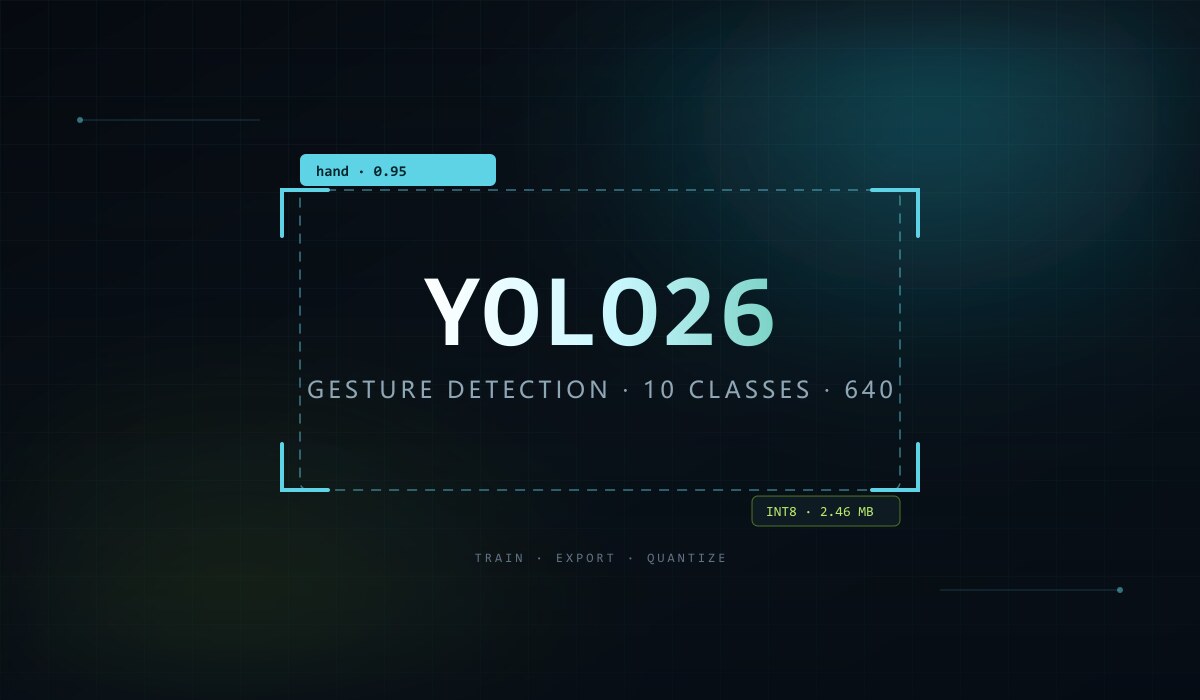 hand · 0.95
YOLO26
GESTURE DETECTION · 10 CLASSES · 640
INT8 · 2.46 MB
TRAIN · EXPORT · QUANTIZE